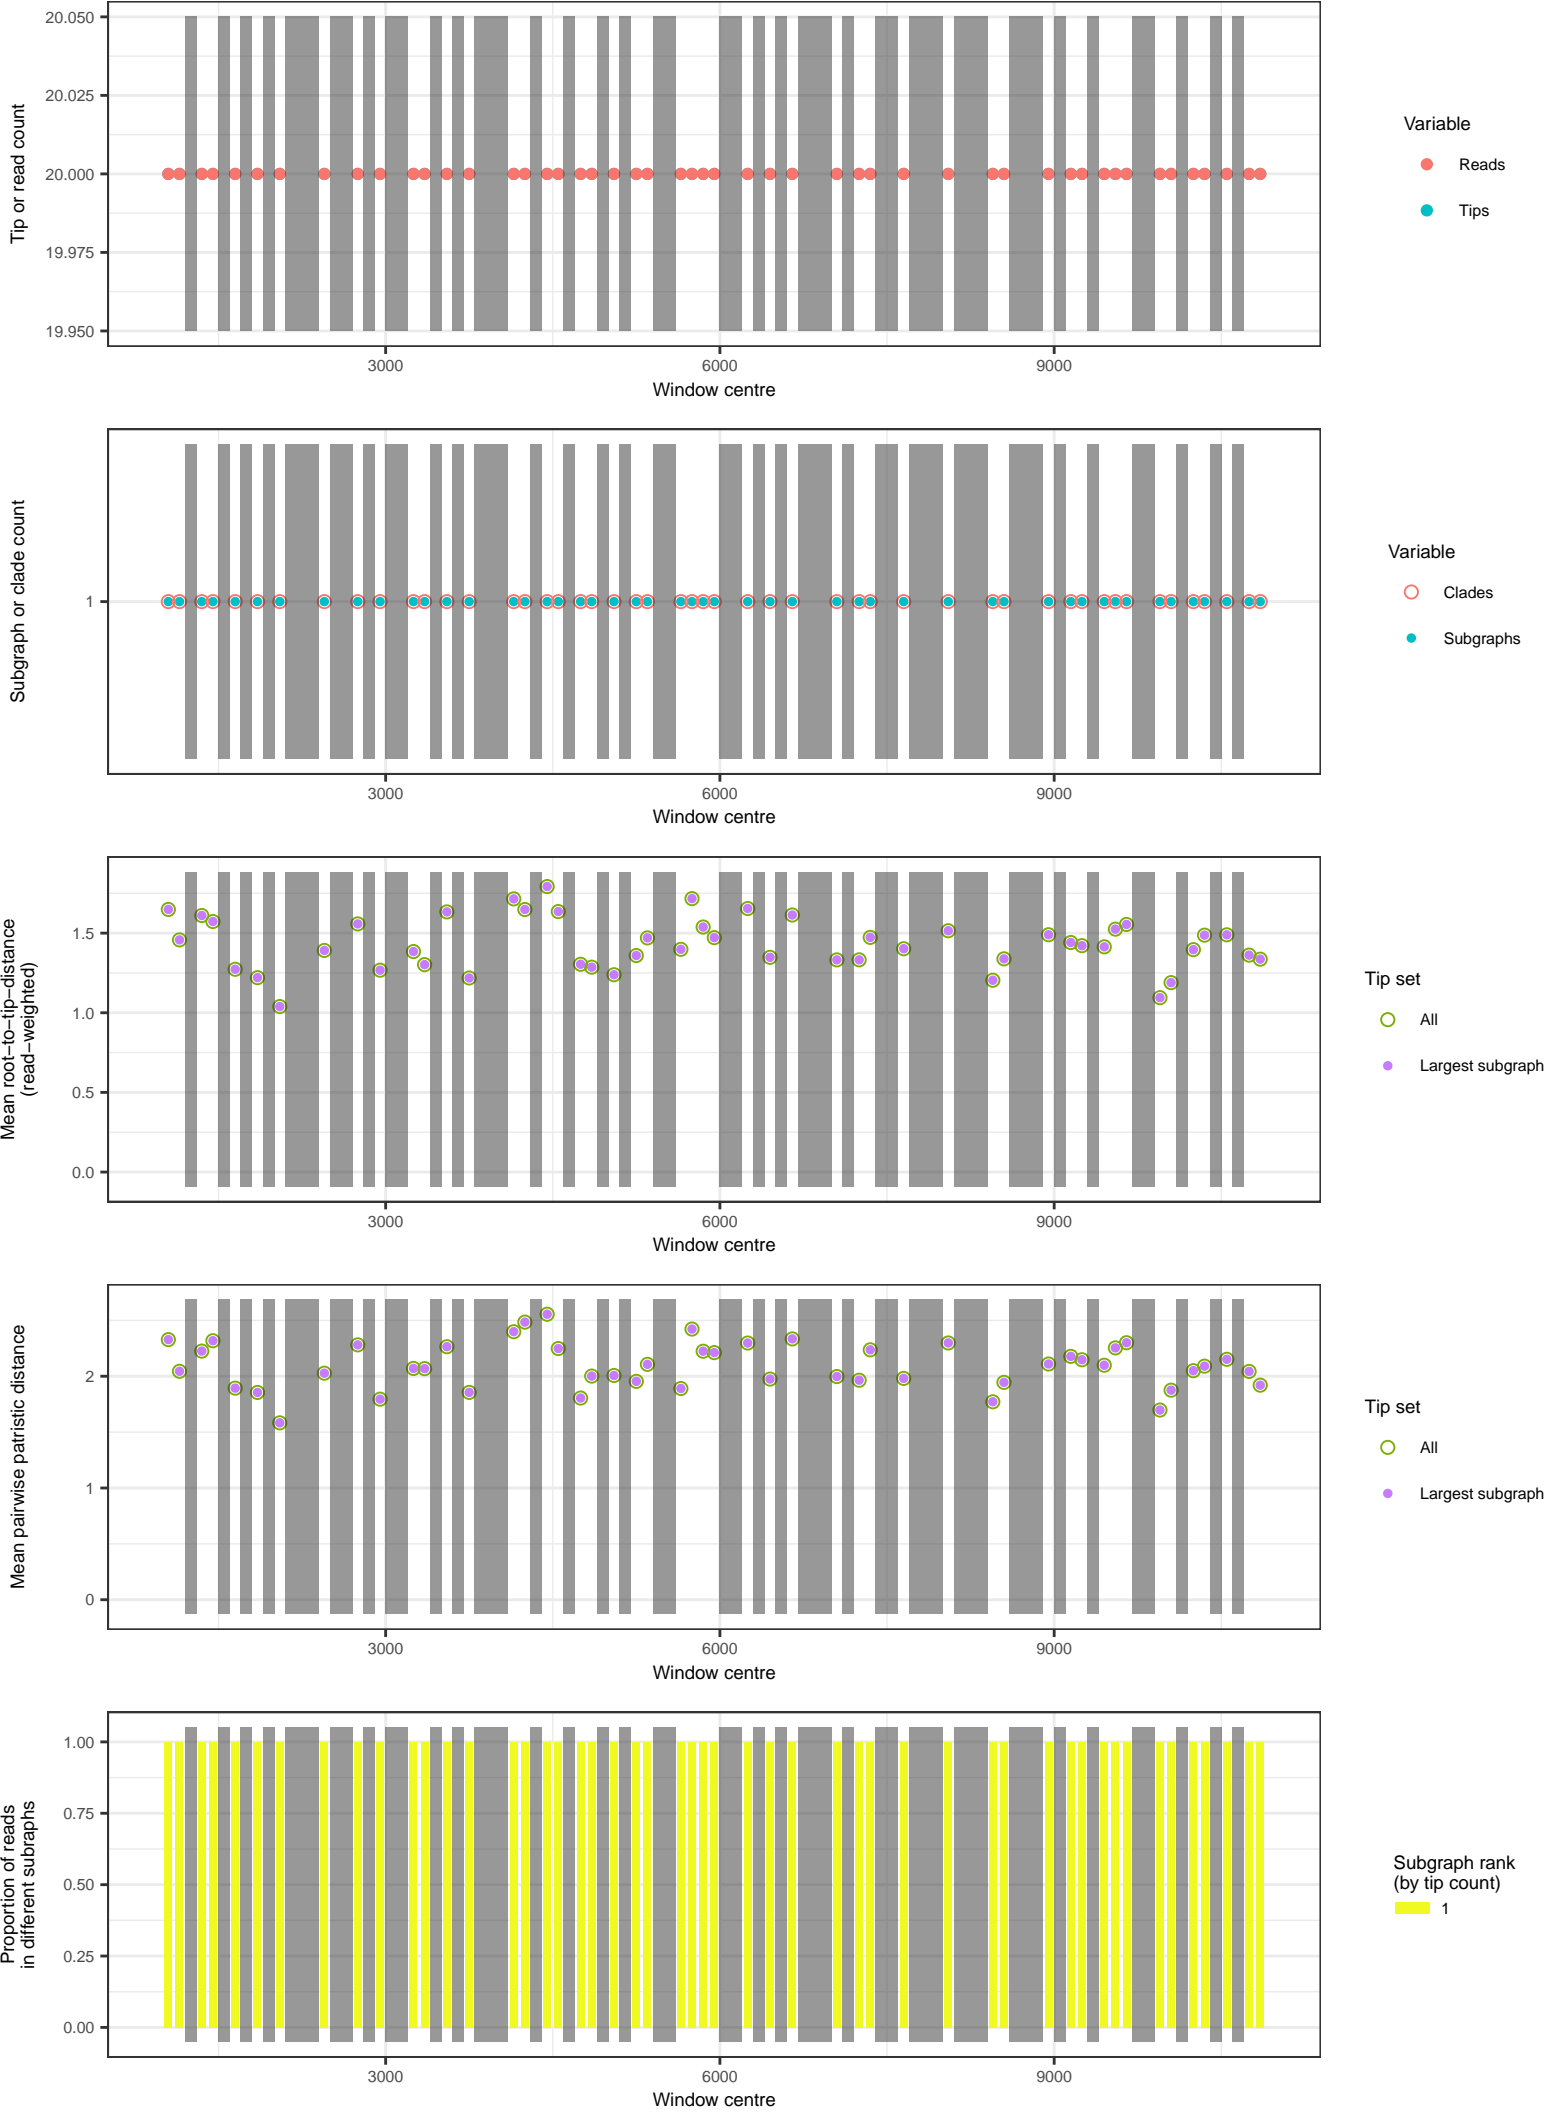 20.050
20.025
20.000
19.975
19.950
Tip or read count
3000
6000
9000
Window centre
Variable
Reads
Tips
1
Subgraph or clade count
3000
6000
9000
Window centre
Variable
Clades
Subgraphs
1.5
1.0
0.5
0.0
Mean root−to−tip−distance
(read−weighted)
3000
6000
9000
Window centre
Tip set
All
Largest subgraph
2
1
0
Mean pairwise patristic distance
3000
6000
9000
Window centre
Tip set
All
Largest subgraph
1.00
0.75
0.50
0.25
0.00
Proportion of reads
in different subraphs
3000
6000
9000
Window centre
Subgraph rank
(by tip count)
1